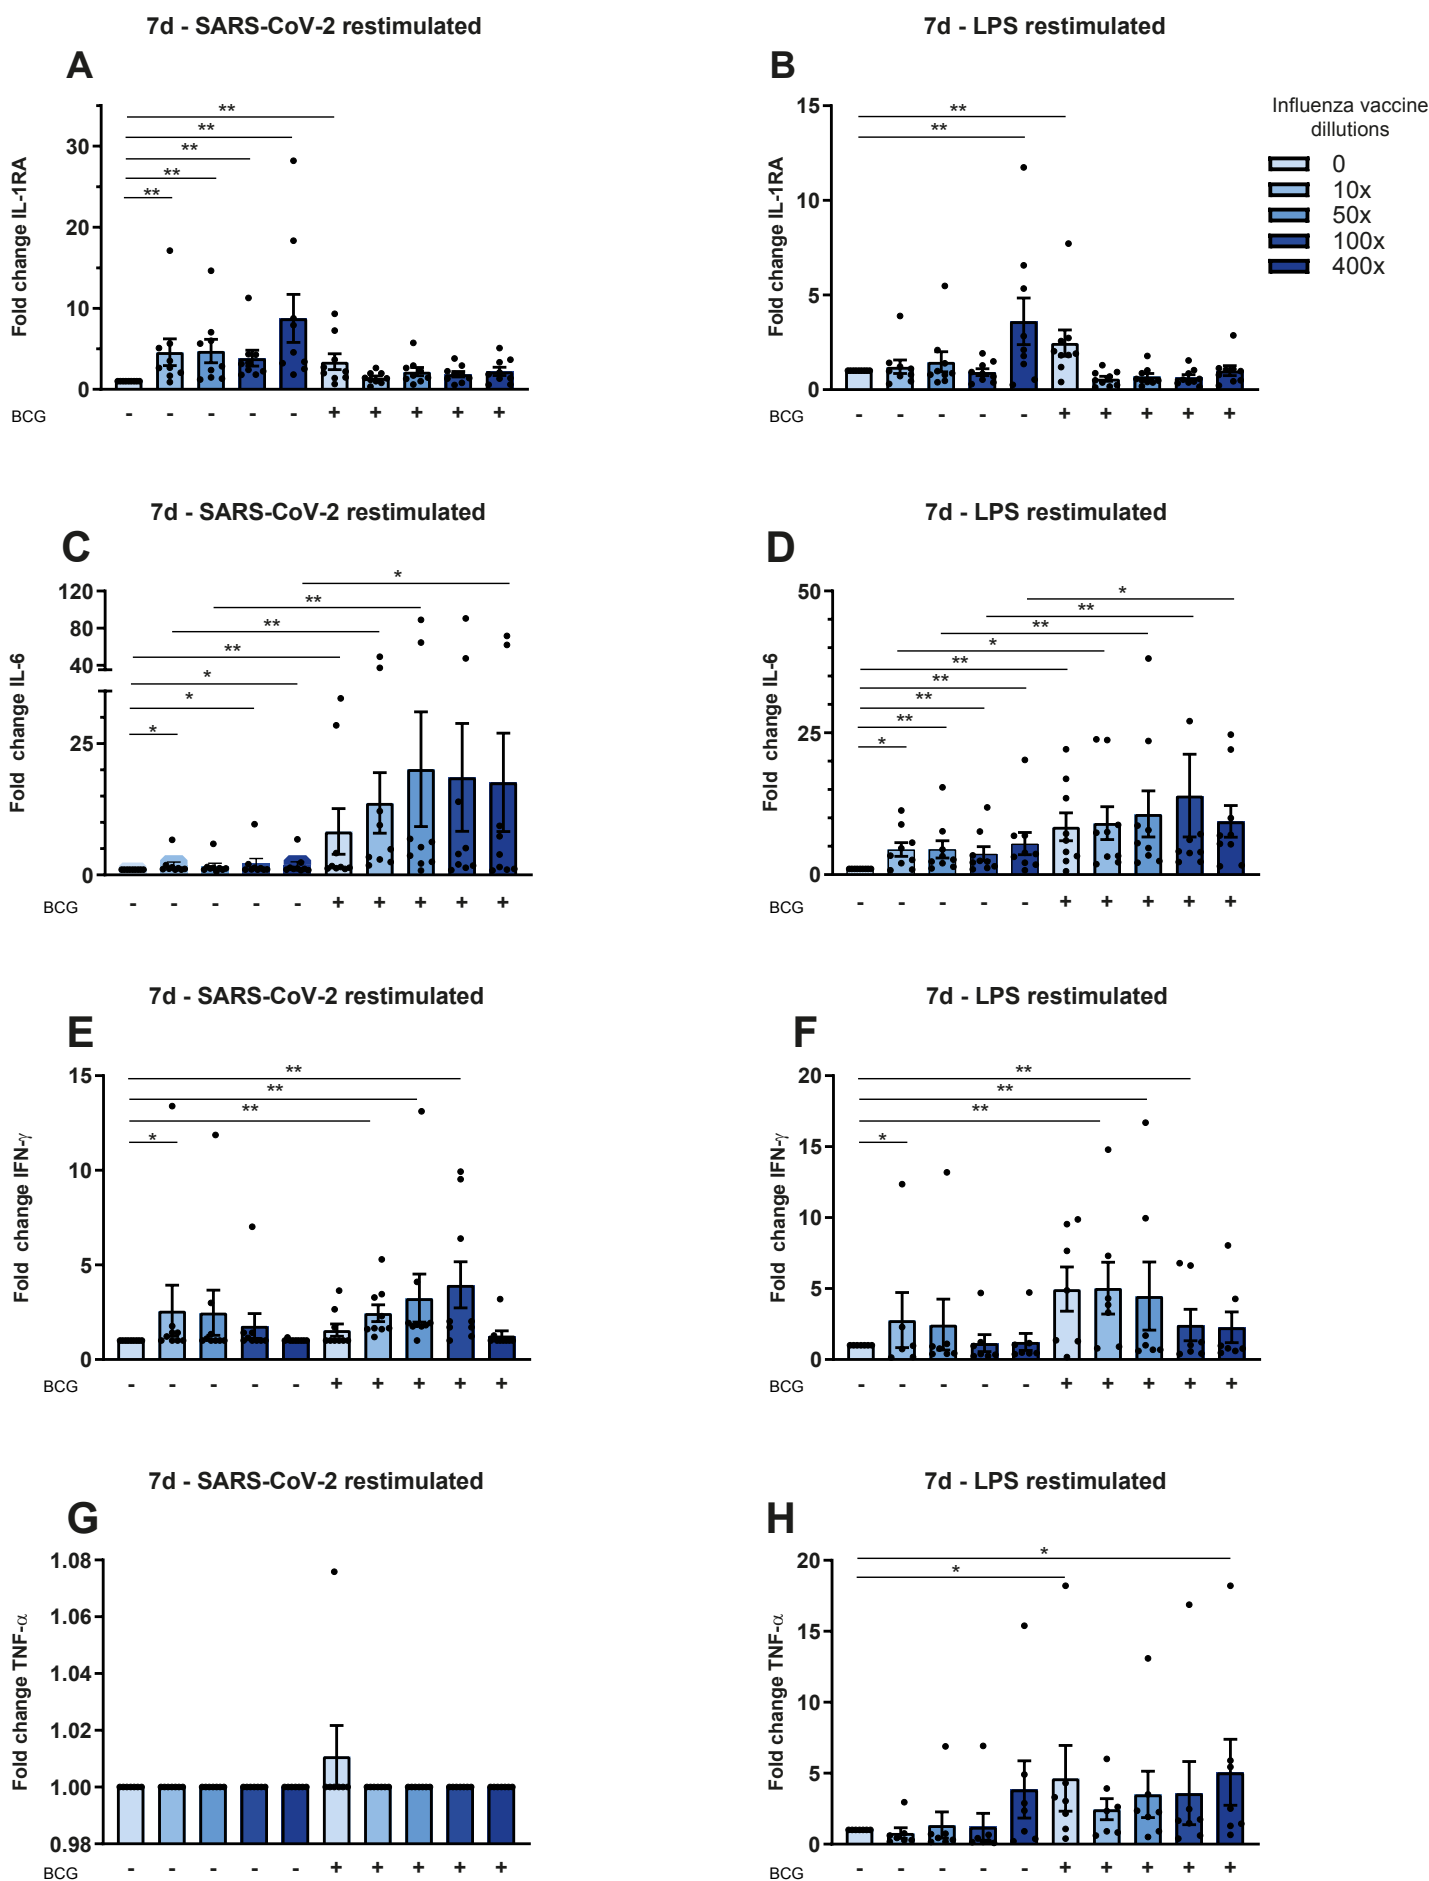 7d - SARS-CoV-2 restimulated
A
Fold change IL-1RA
30
20
10
0
**
**
**
**
**
BCG - - - - - + + + + +
7d - LPS restimulated
B
Fold change IL-1RA
15
10
5
0
**
**
BCG - - - - - + + + + +
Influenza vaccine
dillutions
0
10x
50x
100x
400x
7d - SARS-CoV-2 restimulated
C
Fold change IL-6
120
80
40
25
0
*
**
**
**
*
*
*
BCG - - - - - + + + + +
7d - LPS restimulated
D
Fold change IL-6
50
25
0
*
**
**
*
**
**
**
**
*
BCG - - - - - + + + + +
7d - SARS-CoV-2 restimulated
E
Fold change IFN-γ
15
10
5
0
**
**
**
*
BCG - - - - - + + + + +
7d - LPS restimulated
F
Fold change IFN-γ
20
15
10
5
0
**
**
**
*
BCG - - - - - + + + + +
7d - SARS-CoV-2 restimulated
G
Fold change TNF-α
1.08
1.06
1.04
1.02
1.00
0.98
BCG - - - - - + + + + +
7d - LPS restimulated
H
Fold change TNF-α
20
15
10
5
0
*
*
BCG - - - - - + + + + +